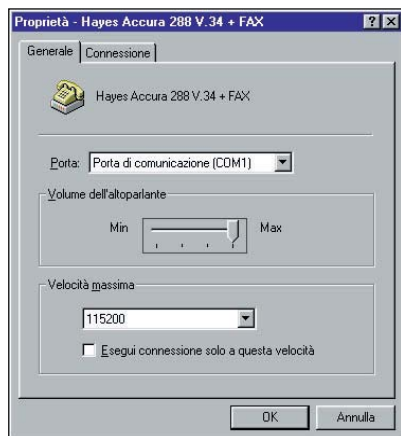 Proprietà - Hayes Accura 288 V.34 + FAX
Generale Connessione
Hayes Accura 288 V.34 + FAX
Porta: Porta di comunicazione (COM1)
Volume dell'altoparlante
Min Max
Velocità massima
115200
Esegui connessione solo a questa velocità
OK Annulla